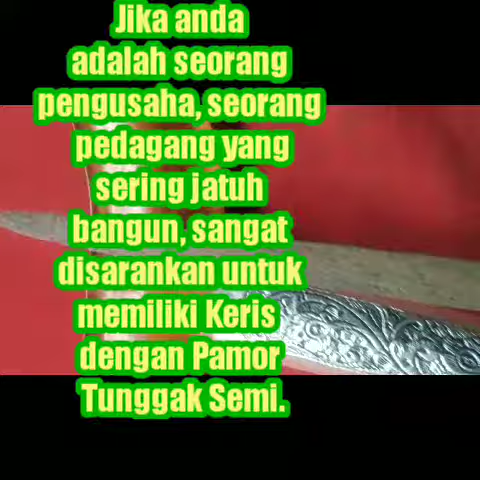 Jika anda
adalah seorang
pengusaha, seorang
pedagang yang
sering jatuh
bangun, sangat
disarankan untuk
memiliki Keris
dengan Pamor
Tunggak Semi.